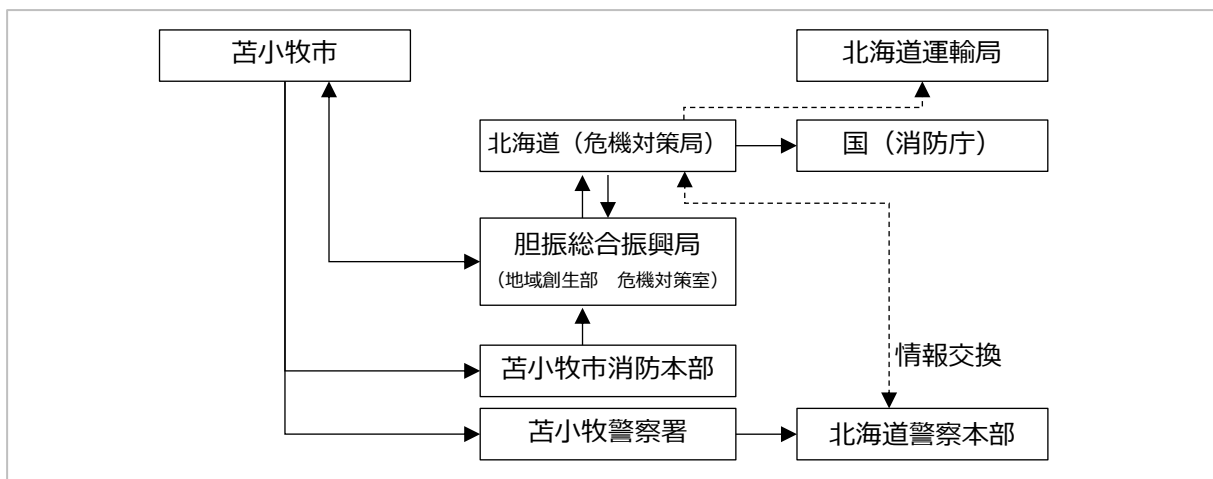 苫小牧市
北海道運輸局
北海道（危機対策局）
国（消防庁）
胆振総合振興局
（地域創生部　危機対策室）
情報交換
苫小牧市消防本部
苫小牧警察署
北海道警察本部